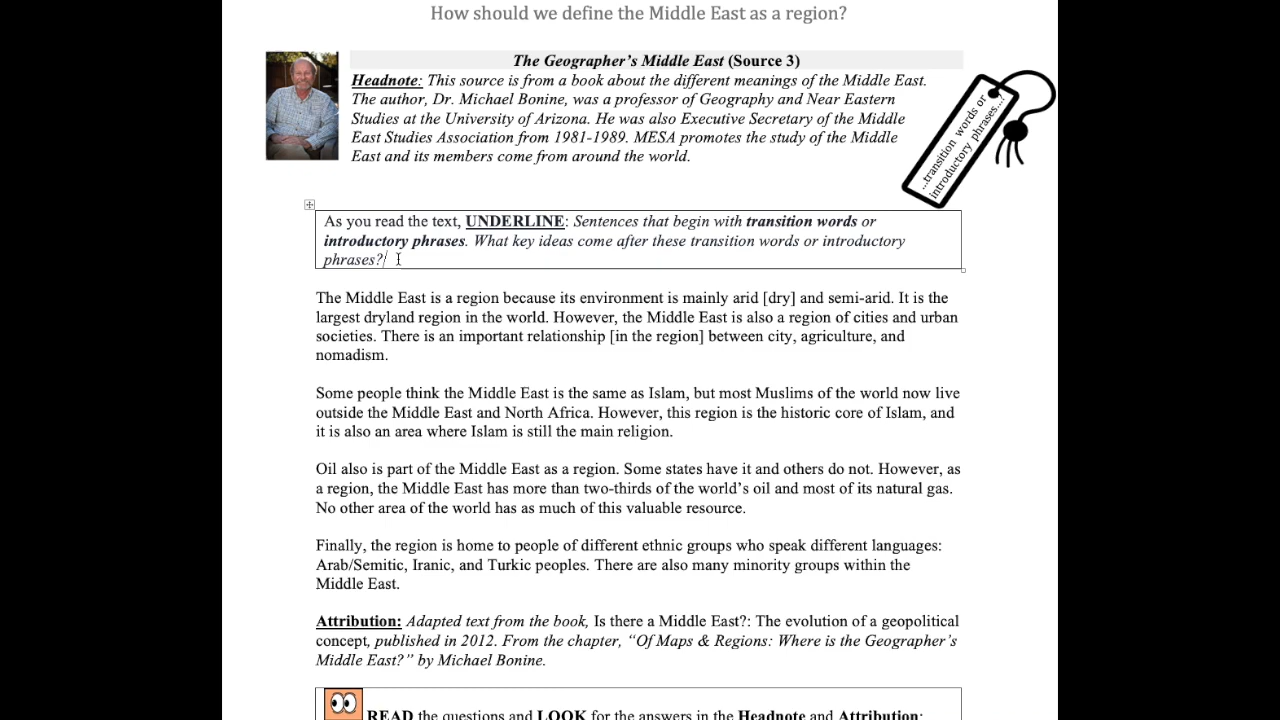 How should we define the Middle East as a region?
The Geographer's Middle East (Source 3)
Headnote: This source is from a book about the different meanings of the Middle East.
The author, Dr. Michael Bonine, was a professor of Geography and Near Eastern
Studies at the University of Arizona. He was also Executive Secretary of the Middle
East Studies Association from 1981-1989. MESA promotes the study of the Middle
East and its members come from around the world.
...transition words or
introductory phrases...?
As you read the text, UNDERLINE: Sentences that begin with transition words or
introductory phrases. What key ideas come after these transition words or introductory
phrases?
The Middle East is a region because its environment is mainly arid [dry] and semi-arid. It is the
largest dryland region in the world. However, the Middle East is also a region of cities and urban
societies. There is an important relationship [in the region] between city, agriculture, and
nomadism.
Some people think the Middle East is the same as Islam, but most Muslims of the world now live
outside the Middle East and North Africa. However, this region is the historic core of Islam, and
it is also an area where Islam is still the main religion.
Oil also is part of the Middle East as a region. Some states have it and others do not. However, as
a region, the Middle East has more than two-thirds of the world's oil and most of its natural gas.
No other area of the world has as much of this valuable resource.
Finally, the region is home to people of different ethnic groups who speak different languages:
Arab/Semitic, Iranic, and Turkic peoples. There are also many minority groups within the
Middle East.
Attribution: Adapted text from the book, Is there a Middle East?: The evolution of a geopolitical
concept, published in 2012. From the chapter, “Of Maps & Regions: Where is the Geographer's
Middle East?” by Michael Bonine.
READ the questions and LOOK for the answers in the Headnote and Attribution: